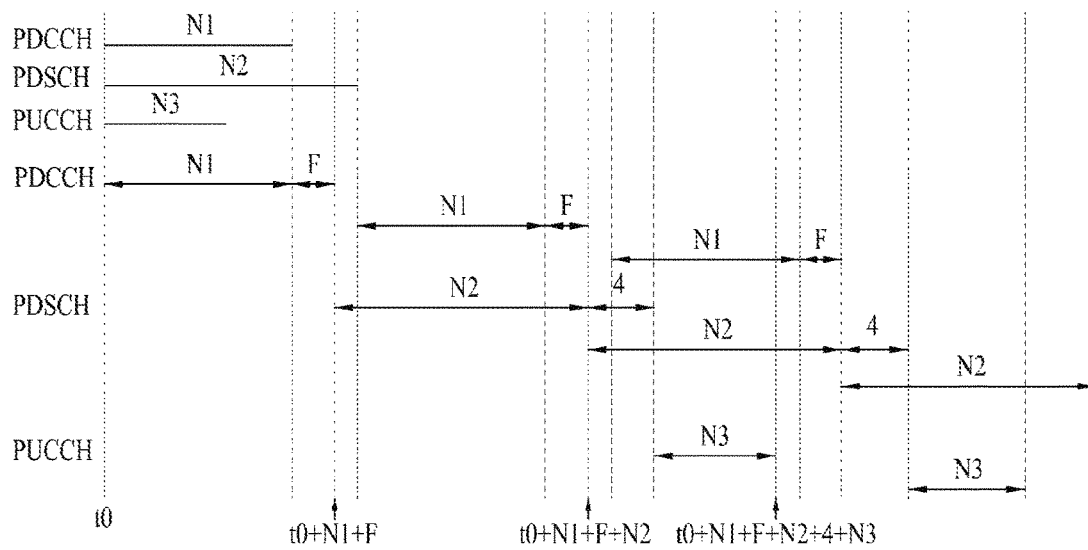 PDCCH N1
PDSCH N2
PUCCH N3
PDCCH N1 F
N1 F
N1 F
PDSCH N2 4
N2 4
N2
PUCCH N3
N3
t0 t0+N1+F t0+N1+F+N2 t0+N1+F+N2+4+N3